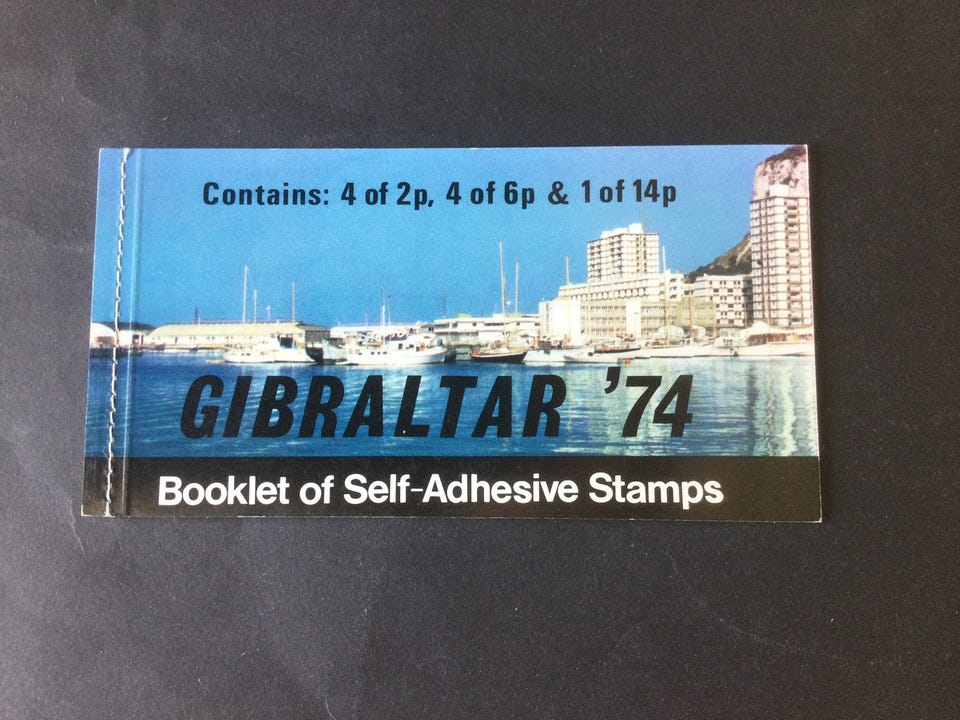 Contains: 4 of 2p, 4 of 6p & 1 of 14p
GIBRALTAR '74
Booklet of Self-Adhesive Stamps